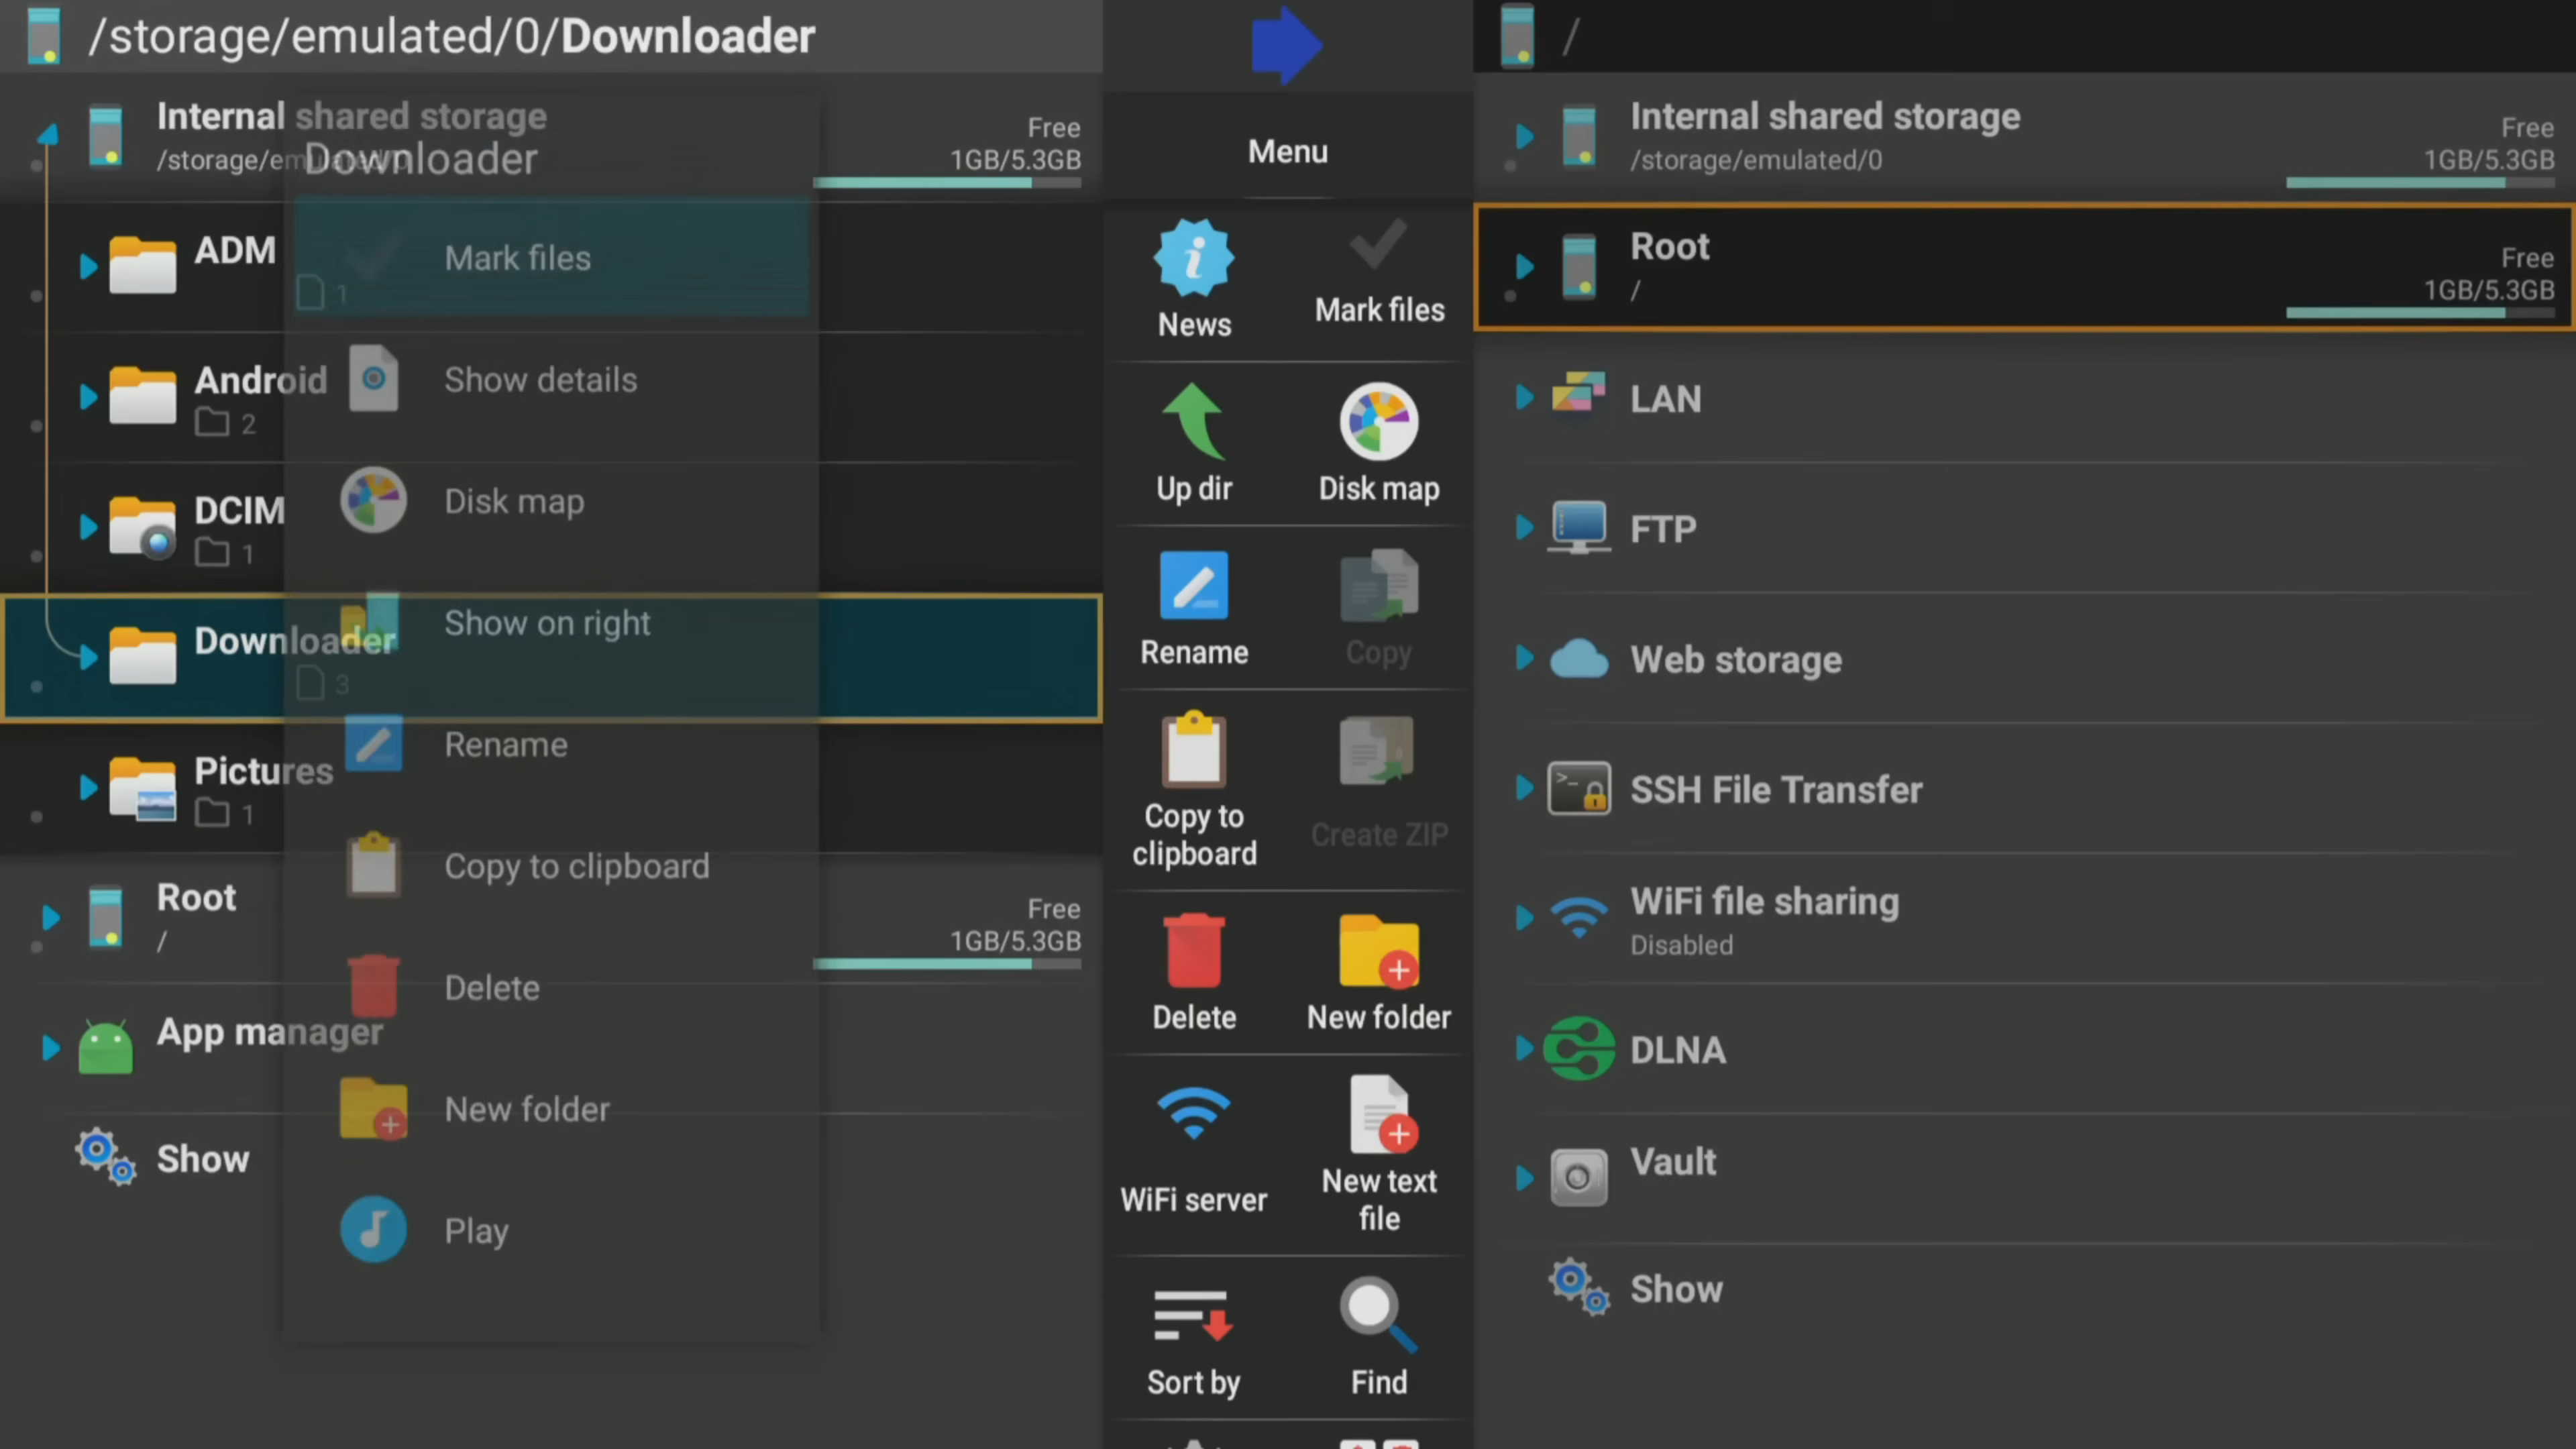 /storage/emulated/0/Downloader
Internal shared storage
/storage/emulated/0
Free
1GB/5.3GB
ADM
1
Android
2
DCIM
1
Downloader
3
Pictures
1
Root
/
Free
1GB/5.3GB
App manager
Show
Downloader
Mark files
Show details
Disk map
Show on right
Rename
Copy to clipboard
Delete
New folder
Play
Menu
News
Mark files
Up dir
Disk map
Rename
Copy
Copy to
clipboard
Create ZIP
Delete
New folder
WiFi server
New text
file
Sort by
Find
/
Internal shared storage
/storage/emulated/0
Free
1GB/5.3GB
Root
/
Free
1GB/5.3GB
LAN
FTP
Web storage
SSH File Transfer
WiFi file sharing
Disabled
DLNA
Vault
Show